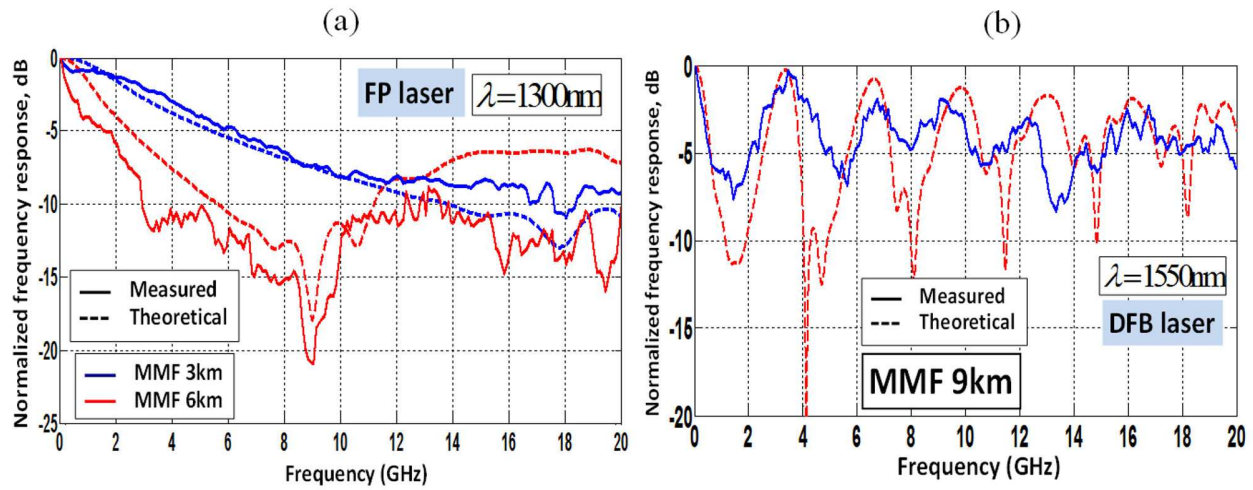 (a)
Normalized frequency response, dB
0
-5
-10
-15
-20
-25
FP laser
λ=1300nm
Measured
Theoretical
MMF 3km
MMF 6km
0 2 4 6 8 10 12 14 16 18 20
Frequency (GHz)
(b)
Normalized frequency response, dB
0
-5
-10
-15
-20
λ=1550nm
Measured
Theoretical
DFB laser
MMF 9km
0 2 4 6 8 10 12 14 16 18 20
Frequency (GHz)